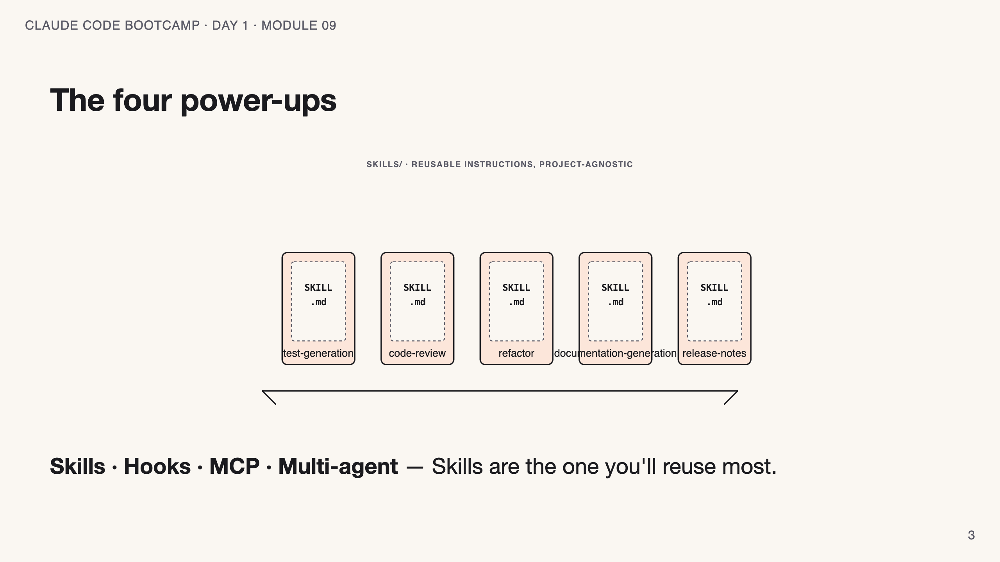 CLAUDE CODE BOOTCAMP · DAY 1 · MODULE 09
The four power-ups
SKILLS/ · REUSABLE INSTRUCTIONS, PROJECT-AGNOSTIC
SKILL
.md
test-generation
SKILL
.md
code-review
SKILL
.md
refactor
SKILL
.md
documentation-generation
SKILL
.md
release-notes
Skills · Hooks · MCP · Multi-agent — Skills are the one you'll reuse most.
3